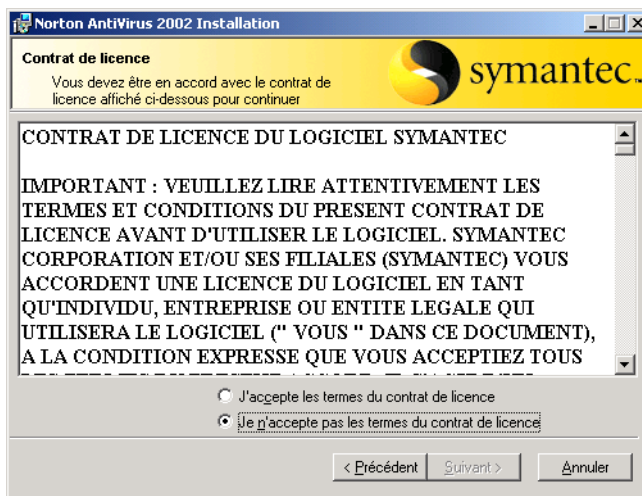 Norton AntiVirus 2002 Installation
Contrat de licence
Vous devez être en accord avec le contrat de
licence affiché ci-dessous pour continuer
symantec.
CONTRAT DE LICENCE DU LOGICIEL SYMANTEC
IMPORTANT : VEUILLEZ LIRE ATTENTIVEMENT LES
TERMES ET CONDITIONS DU PRESENT CONTRAT DE
LICENCE AVANT D'UTILISER LE LOGICIEL. SYMANTEC
CORPORATION ET/OU SES FILIALES (SYMANTEC) VOUS
ACCORDENT UNE LICENCE DU LOGICIEL EN TANT
QU'INDIVIDU, ENTREPRISE OU ENTITE LEGALE QUI
UTILISERA LE LOGICIEL (" VOUS " DANS CE DOCUMENT),
A LA CONDITION EXPRESSE QUE VOUS ACCEPTIEZ TOUS
J'accepte les termes du contrat de licence
Je n'accepte pas les termes du contrat de licence
< Précédent
Suivant >
Annuler